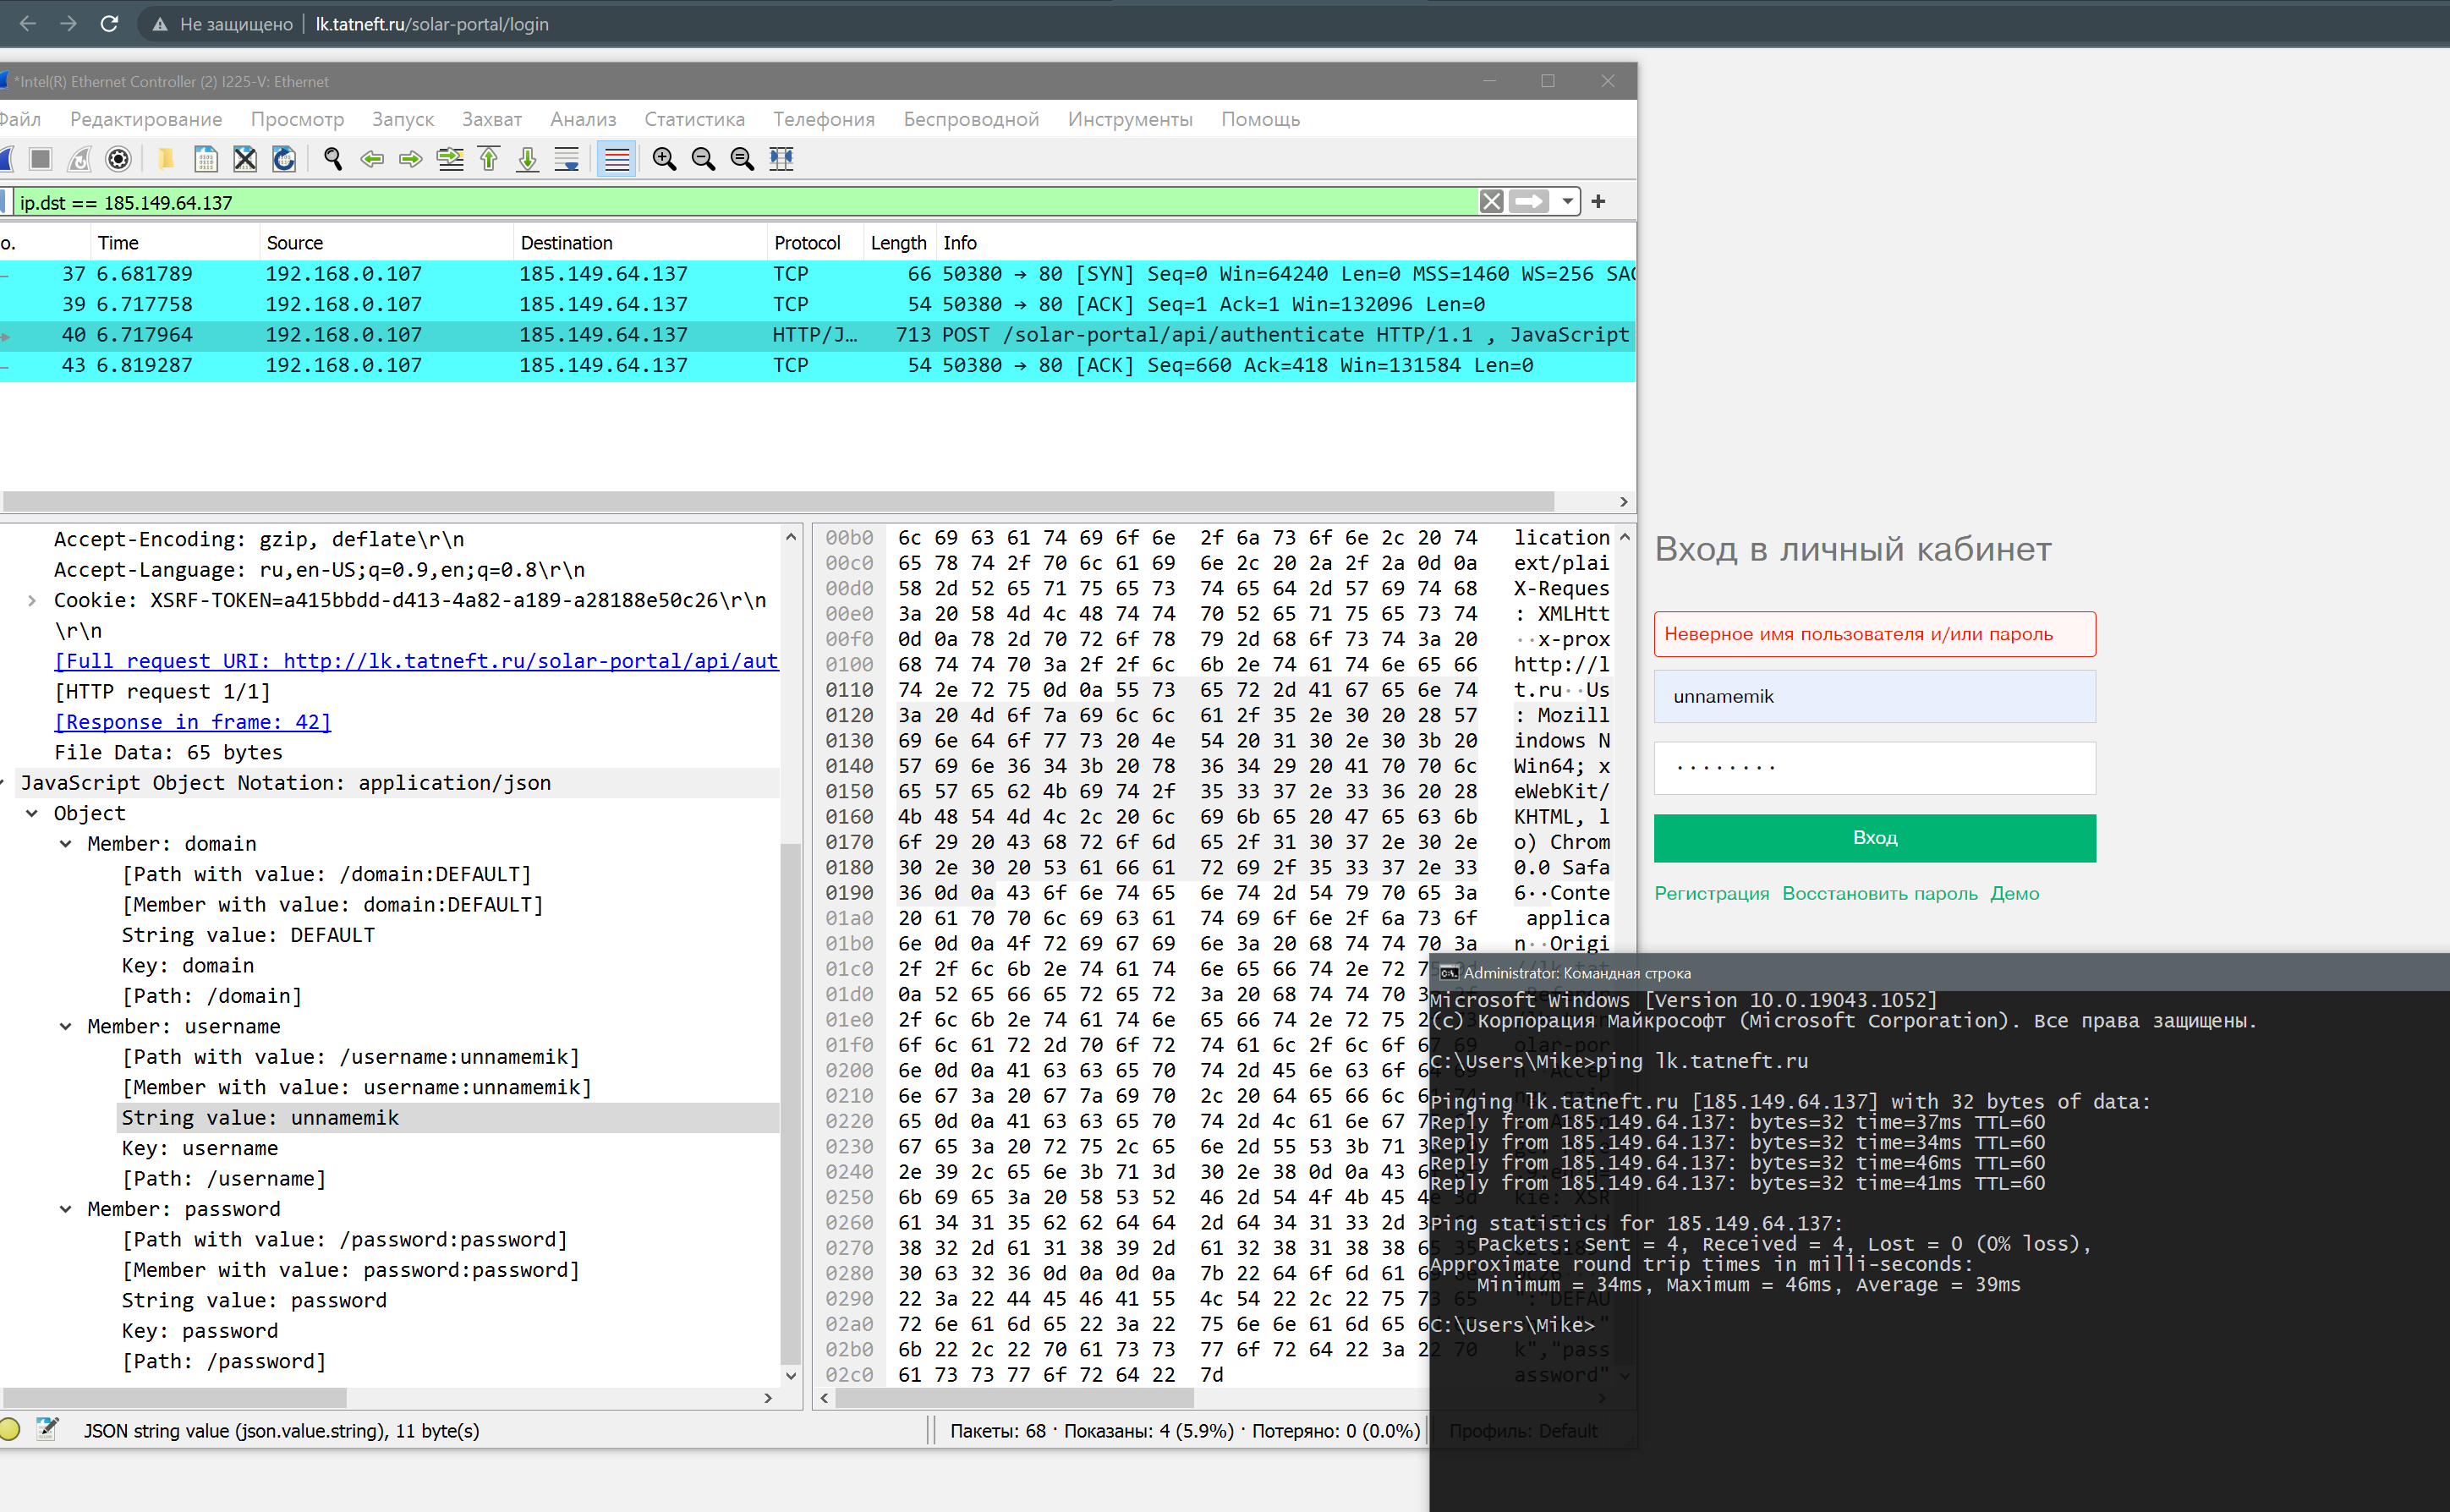 Не защищено | lk.tatneft.ru/solar-portal/login
*Intel(R) Ethernet Controller (2) I225-V: Ethernet
Файл Редактирование Просмотр Запуск Захват Анализ Статистика Телефония Беспроводной Инструменты Помощь
ip.dst == 185.149.64.137
o. Time Source Destination Protocol Length Info
37 6.681789 192.168.0.107 185.149.64.137 TCP 66 50380 → 80 [SYN] Seq=0 Win=64240 Len=0 MSS=1460 WS=256 SAC
39 6.717758 192.168.0.107 185.149.64.137 TCP 54 50380 → 80 [ACK] Seq=1 Ack=1 Win=132096 Len=0
40 6.717964 192.168.0.107 185.149.64.137 HTTP/J… 713 POST /solar-portal/api/authenticate HTTP/1.1 , JavaScript
43 6.819287 192.168.0.107 185.149.64.137 TCP 54 50380 → 80 [ACK] Seq=660 Ack=418 Win=131584 Len=0
Accept-Encoding: gzip, deflate\r\n
Accept-Language: ru,en-US;q=0.9,en;q=0.8\r\n
Cookie: XSRF-TOKEN=a415bbdd-d413-4a82-a189-a28188e50c26\r\n
\r\n
[Full request URI: http://lk.tatneft.ru/solar-portal/api/aut
[HTTP request 1/1]
[Response in frame: 42]
File Data: 65 bytes
JavaScript Object Notation: application/json
Object
Member: domain
[Path with value: /domain:DEFAULT]
[Member with value: domain:DEFAULT]
String value: DEFAULT
Key: domain
[Path: /domain]
Member: username
[Path with value: /username:unnamemik]
[Member with value: username:unnamemik]
String value: unnamemik
Key: username
[Path: /username]
Member: password
[Path with value: /password:password]
[Member with value: password:password]
String value: password
Key: password
[Path: /password]
00b0 6c 69 63 61 74 69 6f 6e 2f 6a 73 6f 6e 2c 20 74 lication
00c0 65 78 74 2f 70 6c 61 69 6e 2c 20 2a 2f 2a 0d 0a ext/plai
00d0 58 2d 52 65 71 75 65 73 74 65 64 2d 57 69 74 68 X-Reques
00e0 3a 20 58 4d 4c 48 74 74 70 52 65 71 75 65 73 74 : XMLHtt
00f0 0d 0a 78 2d 70 72 6f 78 79 2d 68 6f 73 74 3a 20 ··x-prox
0100 68 74 74 70 3a 2f 2f 6c 6b 2e 74 61 74 6e 65 66 http://l
0110 74 2e 72 75 0d 0a 55 73 65 72 2d 41 67 65 6e 74 t.ru··Us
0120 3a 20 4d 6f 7a 69 6c 6c 61 2f 35 2e 30 20 28 57 : Mozill
0130 69 6e 64 6f 77 73 20 4e 54 20 31 30 2e 30 3b 20 indows N
0140 57 69 6e 36 34 3b 20 78 36 34 29 20 41 70 70 6c Win64; x
0150 65 57 65 62 4b 69 74 2f 35 33 37 2e 33 36 20 28 eWebKit/
0160 4b 48 54 4d 4c 2c 20 6c 69 6b 65 20 47 65 63 6b KHTML, l
0170 6f 29 20 43 68 72 6f 6d 65 2f 31 30 37 2e 30 2e o) Chrom
0180 30 2e 30 20 53 61 66 61 72 69 2f 35 33 37 2e 33 0.0 Safa
0190 36 0d 0a 43 6f 6e 74 65 6e 74 2d 54 79 70 65 3a 6··Conte
01a0 20 61 70 70 6c 69 63 61 74 69 6f 6e 2f 6a 73 6f applica
01b0 6e 0d 0a 4f 72 69 67 69 6e 3a 20 68 74 74 70 3a n··Origi
01c0 2f 2f 6c 6b 2e 74 61 74 6e 65 66 74 2e 72 75 0d
01d0 0a 52 65 66 65 72 65 72 3a 20 68 74 74 70
01e0 2f 6c 6b 2e 74 61 74 6e 65 66 74 2e 72 75
01f0 6f 6c 61 72 2d 70 6f 72 74 61 6c 2f 6c 6f
0200 6e 0d 0a 41 63 63 65 70 74 2d 45 6e 63 6f
0210 6e 67 3a 20 67 7a 69 70 2c 20 64 65 66 6c
0220 65 0d 0a 41 63 63 65 70 74 2d 4c 61 6e 67
0230 67 65 3a 20 72 75 2c 65 6e 2d 55 53 3b 71
0240 2e 39 2c 65 6e 3b 71 3d 30 2e 38 0d 0a 43
0250 6b 69 65 3a 20 58 53 52 46 2d 54 4f 4b 45
0260 61 34 31 35 62 62 64 64 2d 64 34 31 33 2d
0270 38 32 2d 61 31 38 39 2d 61 32 38 31 38 38
0280 30 63 32 36 0d 0a 0d 0a 7b 22 64 6f 6d 61
0290 22 3a 22 44 45 46 41 55 4c 54 22 2c 22 75
02a0 72 6e 61 6d 65 22 3a 22 75 6e 6e 61 6d 65
02b0 6b 22 2c 22 70 61 73 73 77 6f 72 64 22 3a 22 70 k","pass
02c0 61 73 73 77 6f 72 64 22 7d assword"
JSON string value (json.value.string), 11 byte(s)
Пакеты: 68 · Показаны: 4 (5.9%) · Потеряно: 0 (0.0%)
Профиль: Default
Вход в личный кабинет
Неверное имя пользователя и/или пароль
unnamemik
········
Вход
Регистрация Восстановить пароль Демо
Administrator: Командная строка
Microsoft Windows [Version 10.0.19043.1052]
(c) Корпорация Майкрософт (Microsoft Corporation). Все права защищены.
C:\Users\Mike>ping lk.tatneft.ru
Pinging lk.tatneft.ru [185.149.64.137] with 32 bytes of data:
Reply from 185.149.64.137: bytes=32 time=37ms TTL=60
Reply from 185.149.64.137: bytes=32 time=34ms TTL=60
Reply from 185.149.64.137: bytes=32 time=46ms TTL=60
Reply from 185.149.64.137: bytes=32 time=41ms TTL=60
Ping statistics for 185.149.64.137:
Packets: Sent = 4, Received = 4, Lost = 0 (0% loss),
Approximate round trip times in milli-seconds:
Minimum = 34ms, Maximum = 46ms, Average = 39ms
C:\Users\Mike>